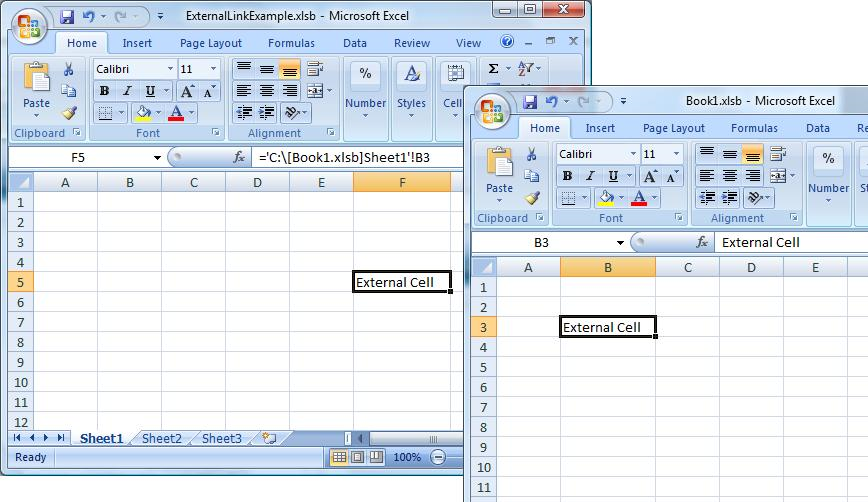 ExternalLinkExample.xlsb - Microsoft Excel
Home Insert Page Layout Formulas Data Review View
Calibri 11
Paste B I U A A Number Styles Cell
Clipboard Font Alignment
F5 fx ='C:\[Book1.xlsb]Sheet1'!B3
A B C D E F
1
2
3
4
5 External Cell
6
7
8
9
10
11
12
Sheet1 Sheet2 Sheet3
Ready 100%
Book1.xlsb - Microsoft Excel
Home Insert Page Layout Formulas Data Re
Calibri 11
Paste B I U A A Number St
Clipboard Font Alignment
B3 fx External Cell
A B C D E
1
2
3 External Cell
4
5
6
7
8
9
10
11